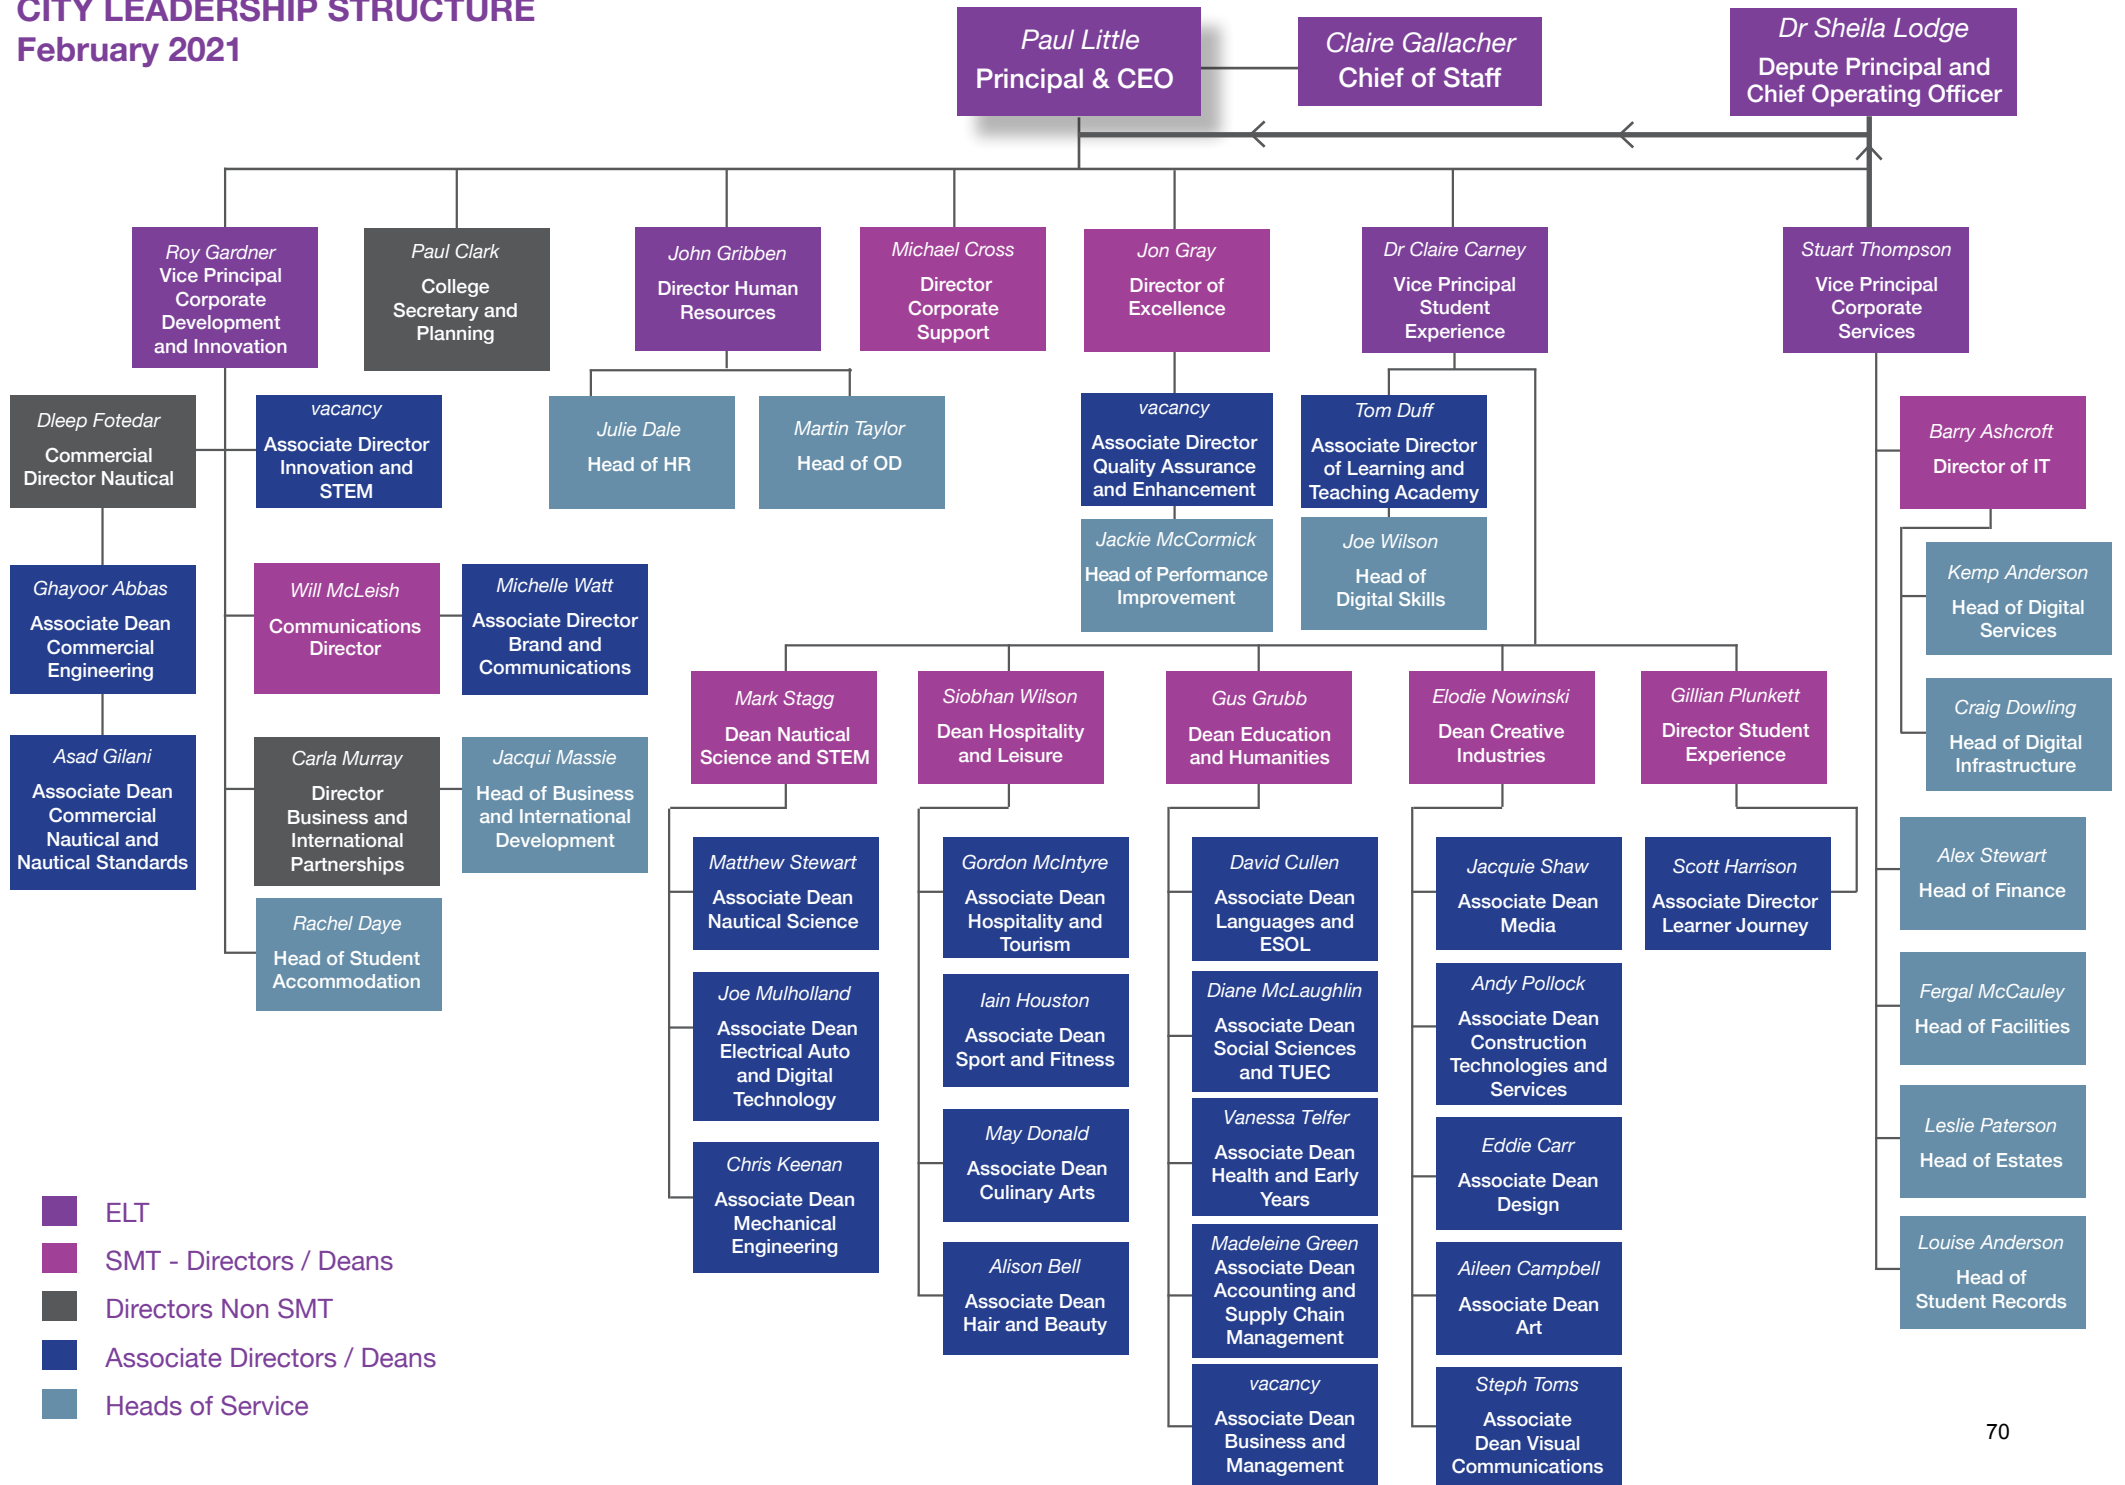 CITY LEADERSHIP STRUCTURE
February 2021
Paul Little
Principal & CEO
Claire Gallacher
Chief of Staff
Dr Sheila Lodge
Depute Principal and
Chief Operating Officer
Roy Gardner
Vice Principal
Corporate
Development
and Innovation
Paul Clark
College
Secretary and
Planning
John Gribben
Director Human
Resources
Michael Cross
Director
Corporate
Support
Jon Gray
Director of
Excellence
Dr Claire Carney
Vice Principal
Student
Experience
Stuart Thompson
Vice Principal
Corporate
Services
Dleep Fotedar
Commercial
Director Nautical
vacancy
Associate Director
Innovation and
STEM
Julie Dale
Head of HR
Martin Taylor
Head of OD
vacancy
Associate Director
Quality Assurance
and Enhancement
Tom Duff
Associate Director
of Learning and
Teaching Academy
Barry Ashcroft
Director of IT
Jackie McCormick
Head of Performance
Improvement
Joe Wilson
Head of
Digital Skills
Kemp Anderson
Head of Digital
Services
Ghayoor Abbas
Associate Dean
Commercial
Engineering
Will McLeish
Communications
Director
Michelle Watt
Associate Director
Brand and
Communications
Mark Stagg
Dean Nautical
Science and STEM
Siobhan Wilson
Dean Hospitality
and Leisure
Gus Grubb
Dean Education
and Humanities
Elodie Nowinski
Dean Creative
Industries
Gillian Plunkett
Director Student
Experience
Craig Dowling
Head of Digital
Infrastructure
Asad Gilani
Associate Dean
Commercial
Nautical and
Nautical Standards
Carla Murray
Director
Business and
International
Partnerships
Jacqui Massie
Head of Business
and International
Development
Rachel Daye
Head of Student
Accommodation
Matthew Stewart
Associate Dean
Nautical Science
Joe Mulholland
Associate Dean
Electrical Auto
and Digital
Technology
Chris Keenan
Associate Dean
Mechanical
Engineering
Gordon McIntyre
Associate Dean
Hospitality and
Tourism
Iain Houston
Associate Dean
Sport and Fitness
May Donald
Associate Dean
Culinary Arts
Alison Bell
Associate Dean
Hair and Beauty
David Cullen
Associate Dean
Languages and
ESOL
Diane McLaughlin
Associate Dean
Social Sciences
and TUEC
Vanessa Telfer
Associate Dean
Health and Early
Years
Madeleine Green
Associate Dean
Accounting and
Supply Chain
Management
vacancy
Associate Dean
Business and
Management
Jacquie Shaw
Associate Dean
Media
Andy Pollock
Associate Dean
Construction
Technologies and
Services
Eddie Carr
Associate Dean
Design
Aileen Campbell
Associate Dean
Art
Steph Toms
Associate
Dean Visual
Communications
Scott Harrison
Associate Director
Learner Journey
Alex Stewart
Head of Finance
Fergal McCauley
Head of Facilities
Leslie Paterson
Head of Estates
Louise Anderson
Head of
Student Records
ELT
SMT - Directors / Deans
Directors Non SMT
Associate Directors / Deans
Heads of Service
70